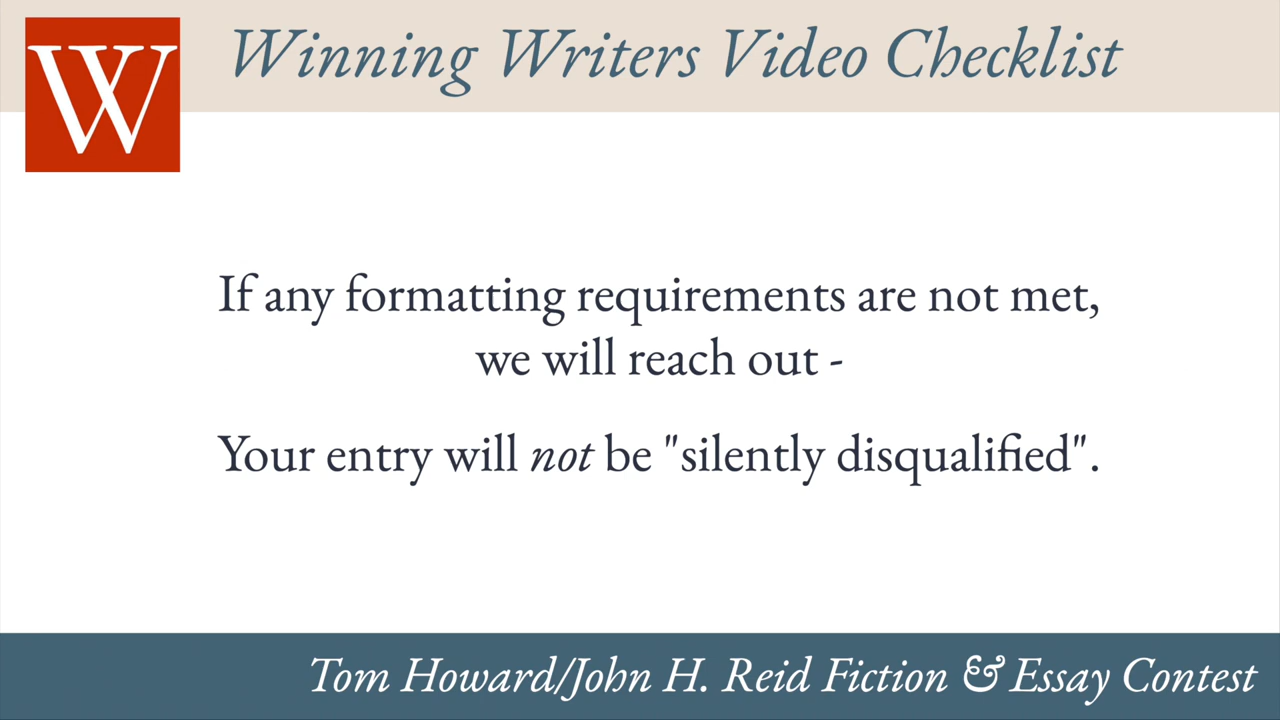 W
Winning Writers Video Checklist
If any formatting requirements are not met,
we will reach out -
Your entry will not be "silently disqualified".
Tom Howard/John H. Reid Fiction & Essay Contest